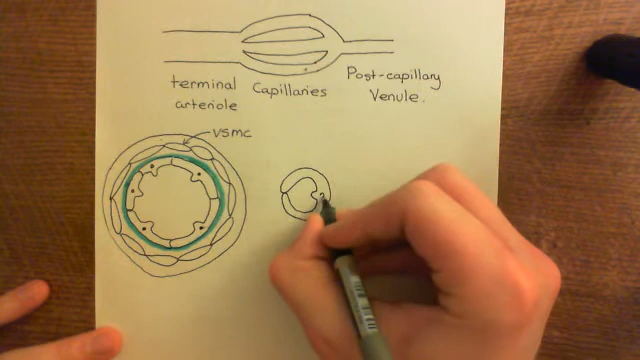 terminal
arteriole
Capillaries
Post-capillary
Venule.
vsmc